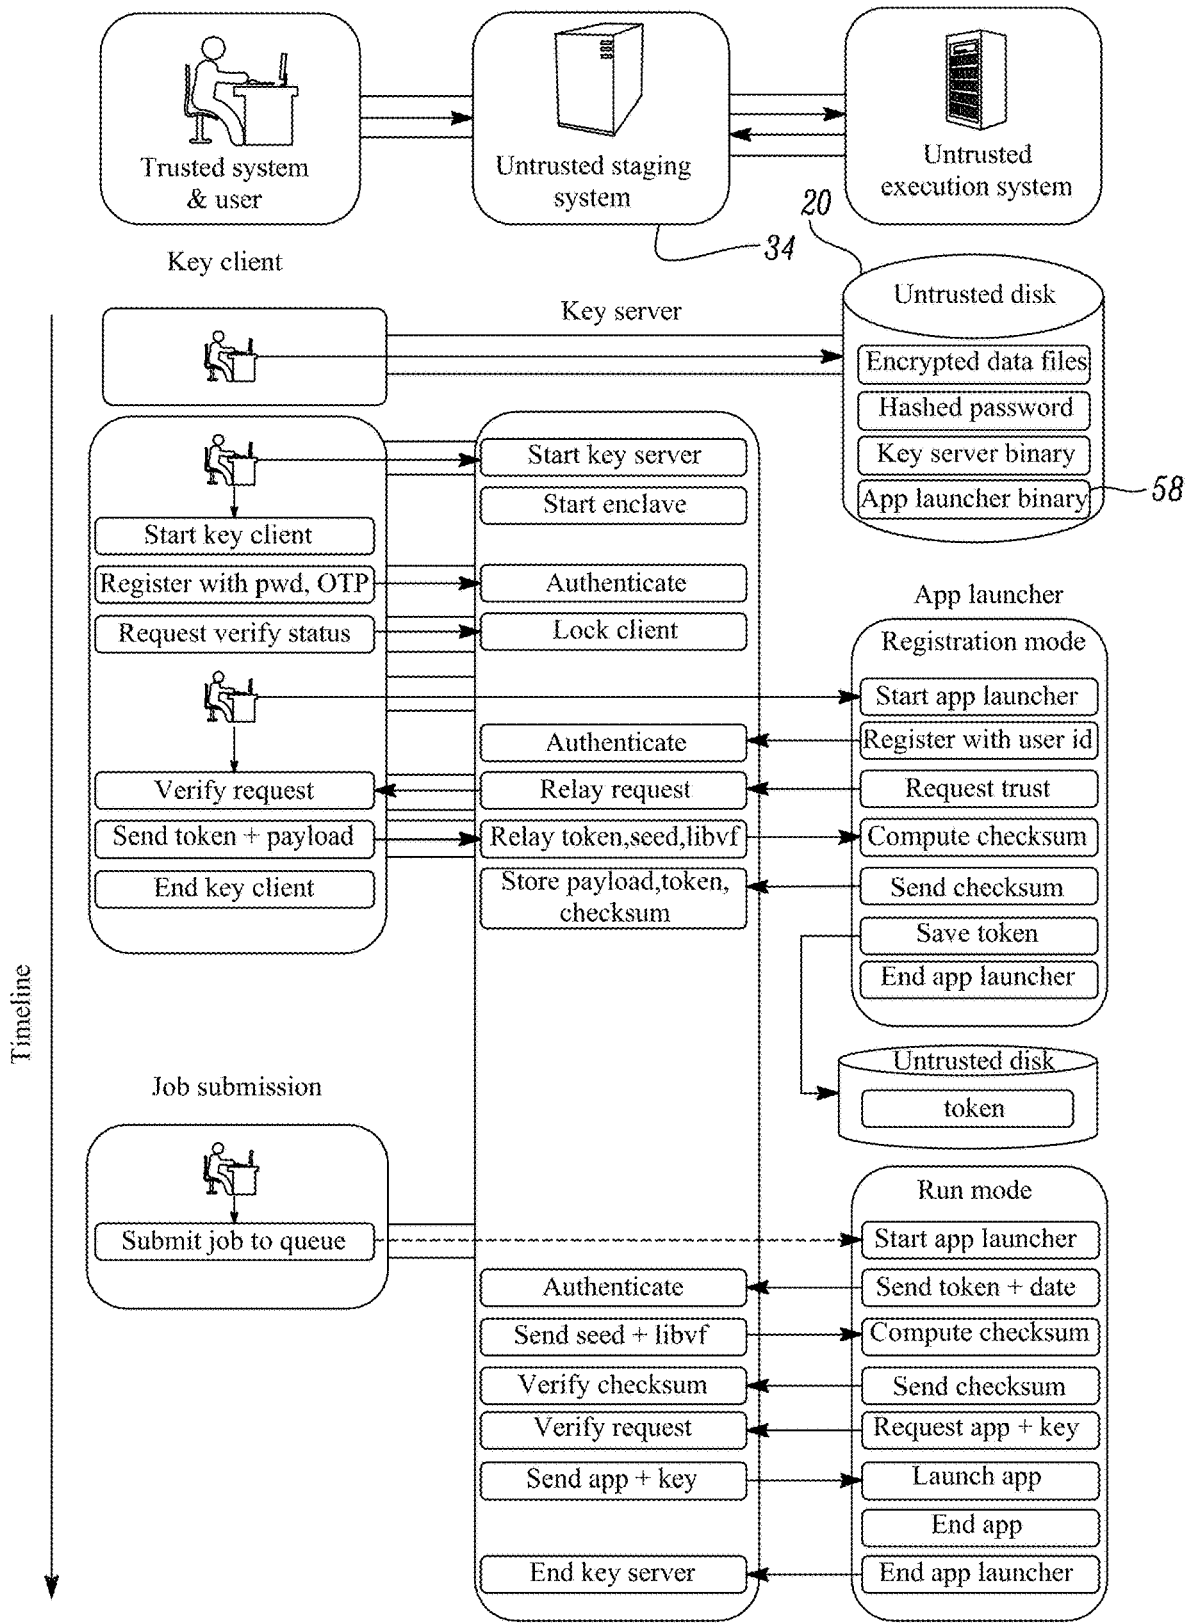 Trusted system
& user
Untrusted staging
system
Untrusted
execution system
34
20
Key client
Untrusted disk
Key server
Encrypted data files
Hashed password
Key server binary
App launcher binary
58
Start key server
Start enclave
Start key client
Register with pwd, OTP
Authenticate
Request verify status
Lock client
App launcher
Registration mode
Start app launcher
Authenticate
Register with user id
Verify request
Relay request
Request trust
Send token + payload
Relay token,seed,libvf
Compute checksum
End key client
Store payload,token,
checksum
Send checksum
Save token
End app launcher
Timeline
Untrusted disk
token
Job submission
Run mode
Submit job to queue
Start app launcher
Authenticate
Send token + date
Send seed + libvf
Compute checksum
Verify checksum
Send checksum
Verify request
Request app + key
Send app + key
Launch app
End app
End key server
End app launcher